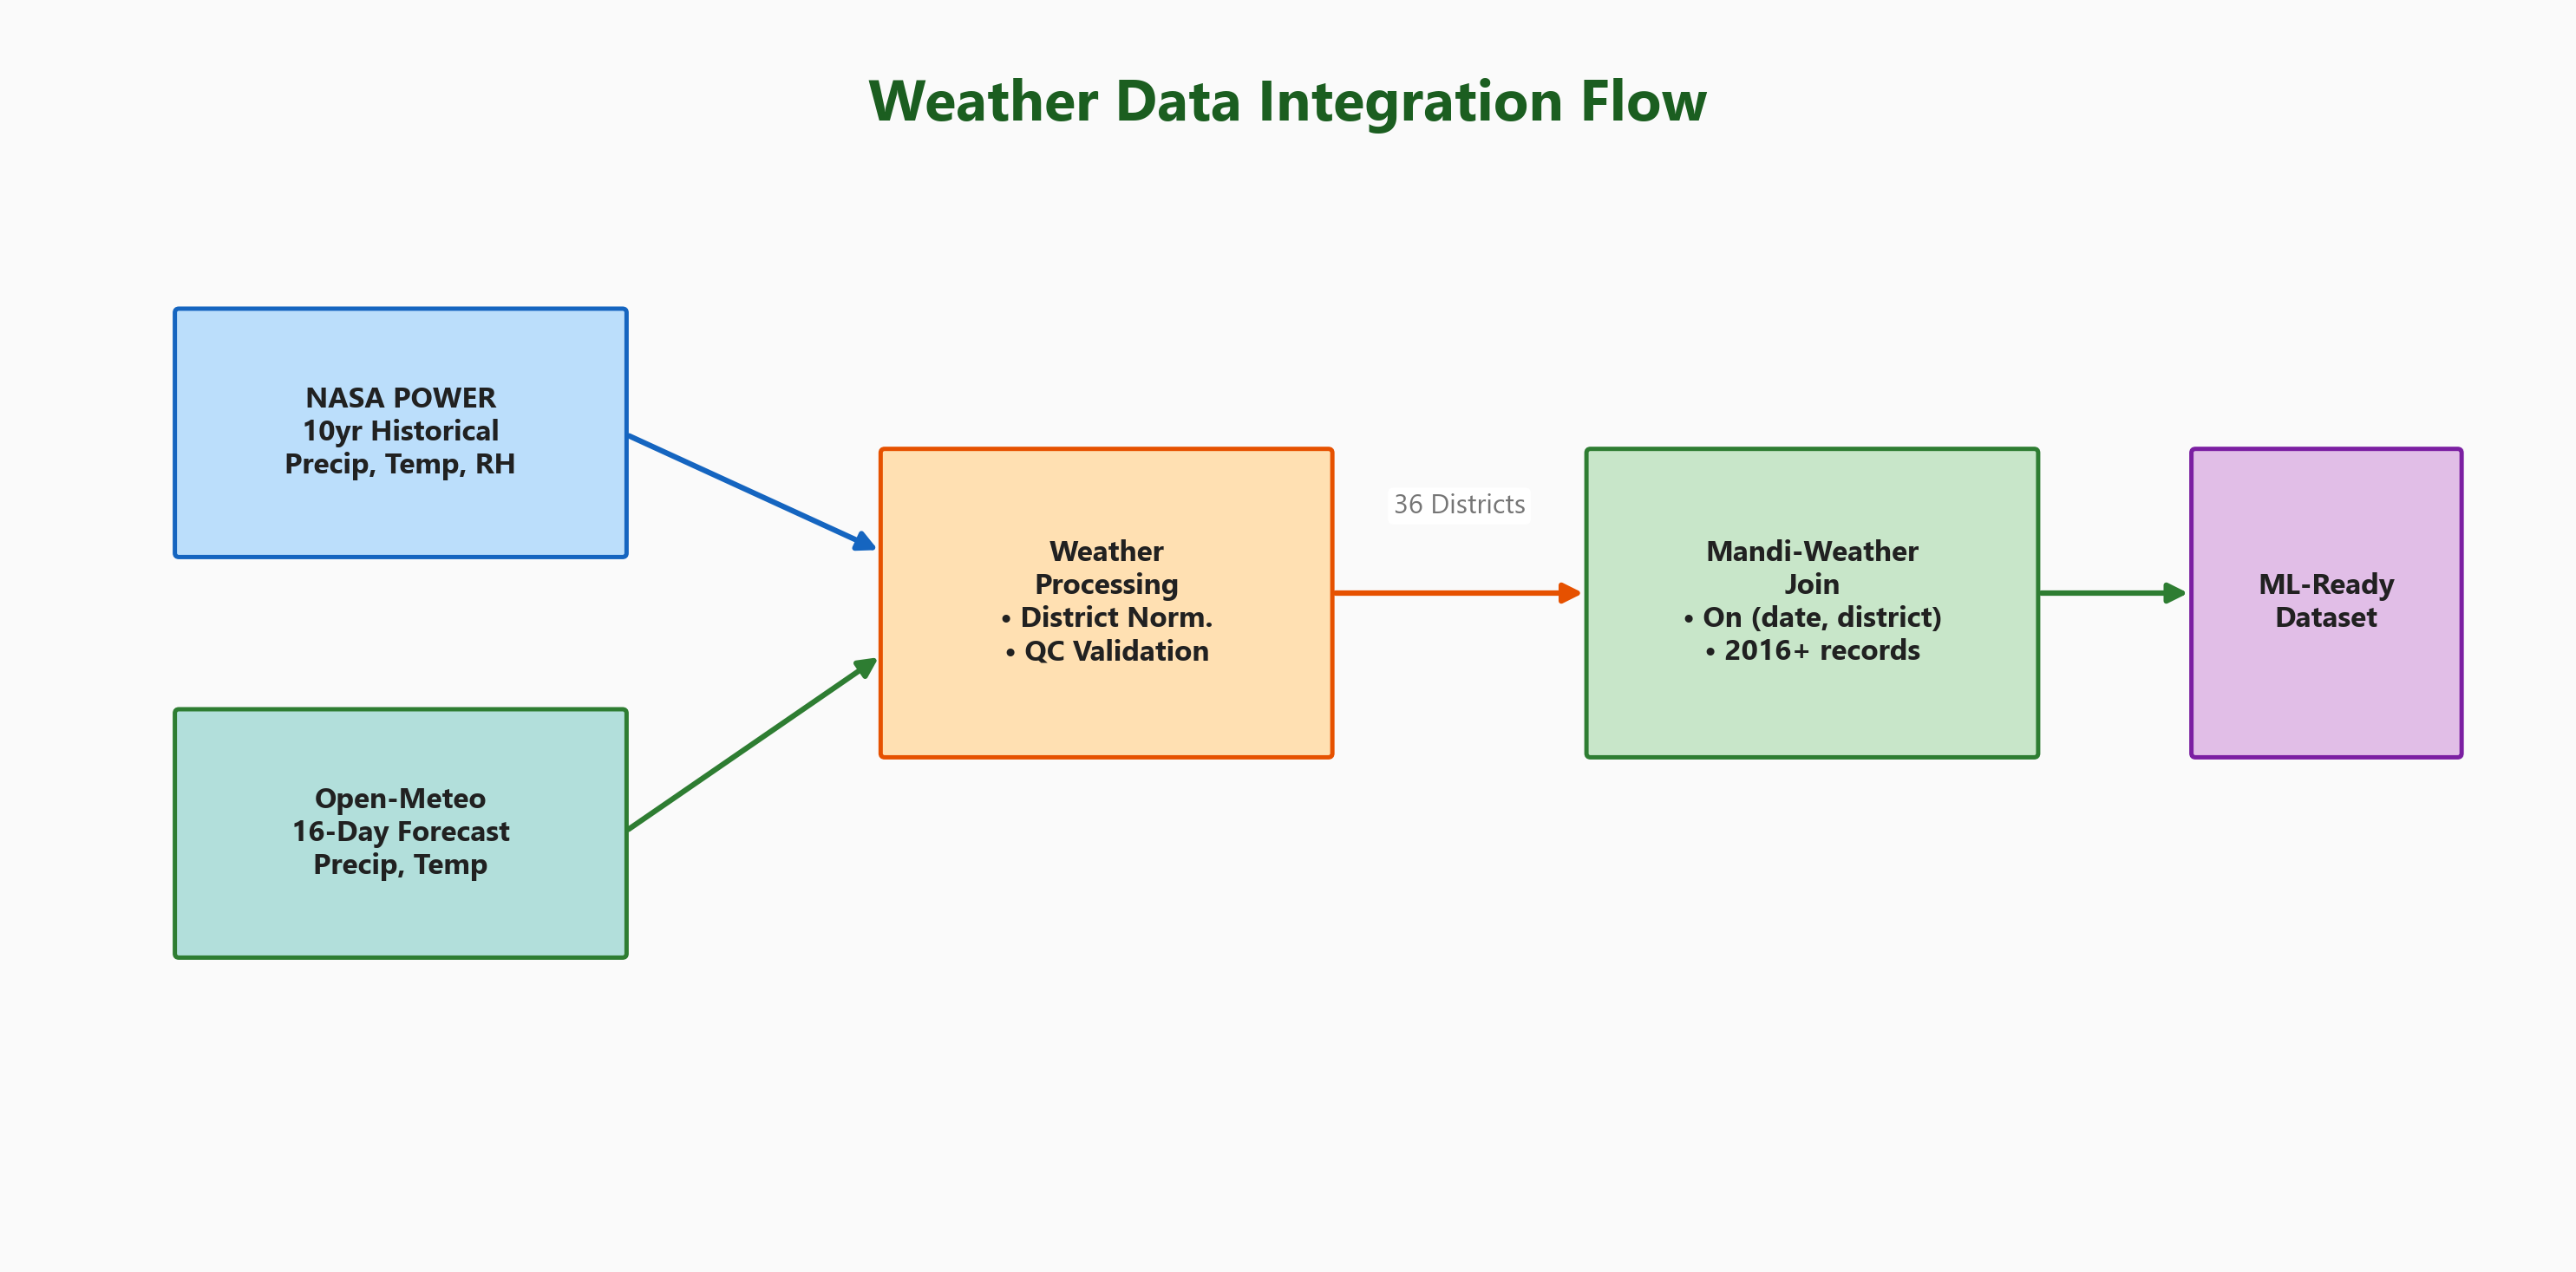 Weather Data Integration Flow
NASA POWER
10yr Historical
Precip, Temp, RH
Open-Meteo
16-Day Forecast
Precip, Temp
Weather
Processing
• District Norm.
• QC Validation
36 Districts
Mandi-Weather
Join
• On (date, district)
• 2016+ records
ML-Ready
Dataset